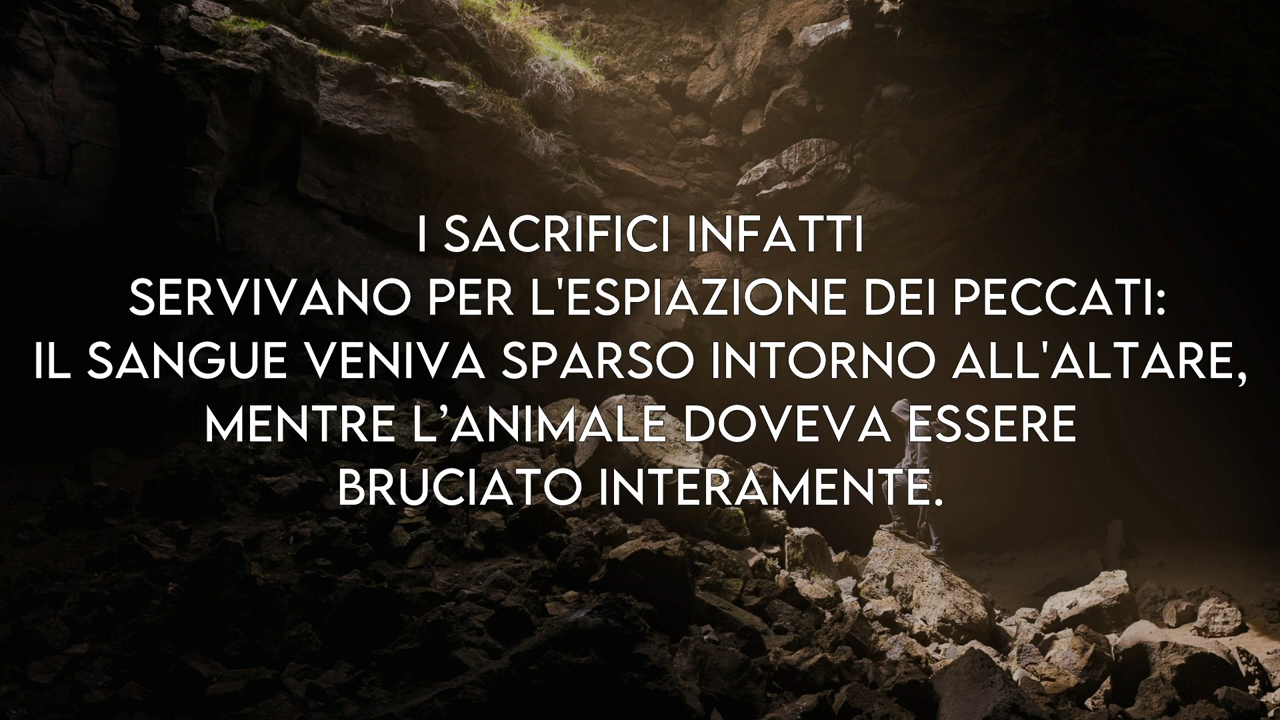 I SACRIFICI INFATTI
SERVIVANO PER L'ESPIAZIONE DEI PECCATI:
IL SANGUE VENIVA SPARSO INTORNO ALL'ALTARE,
MENTRE L’ANIMALE DOVEVA ESSERE
BRUCIATO INTERAMENTE.